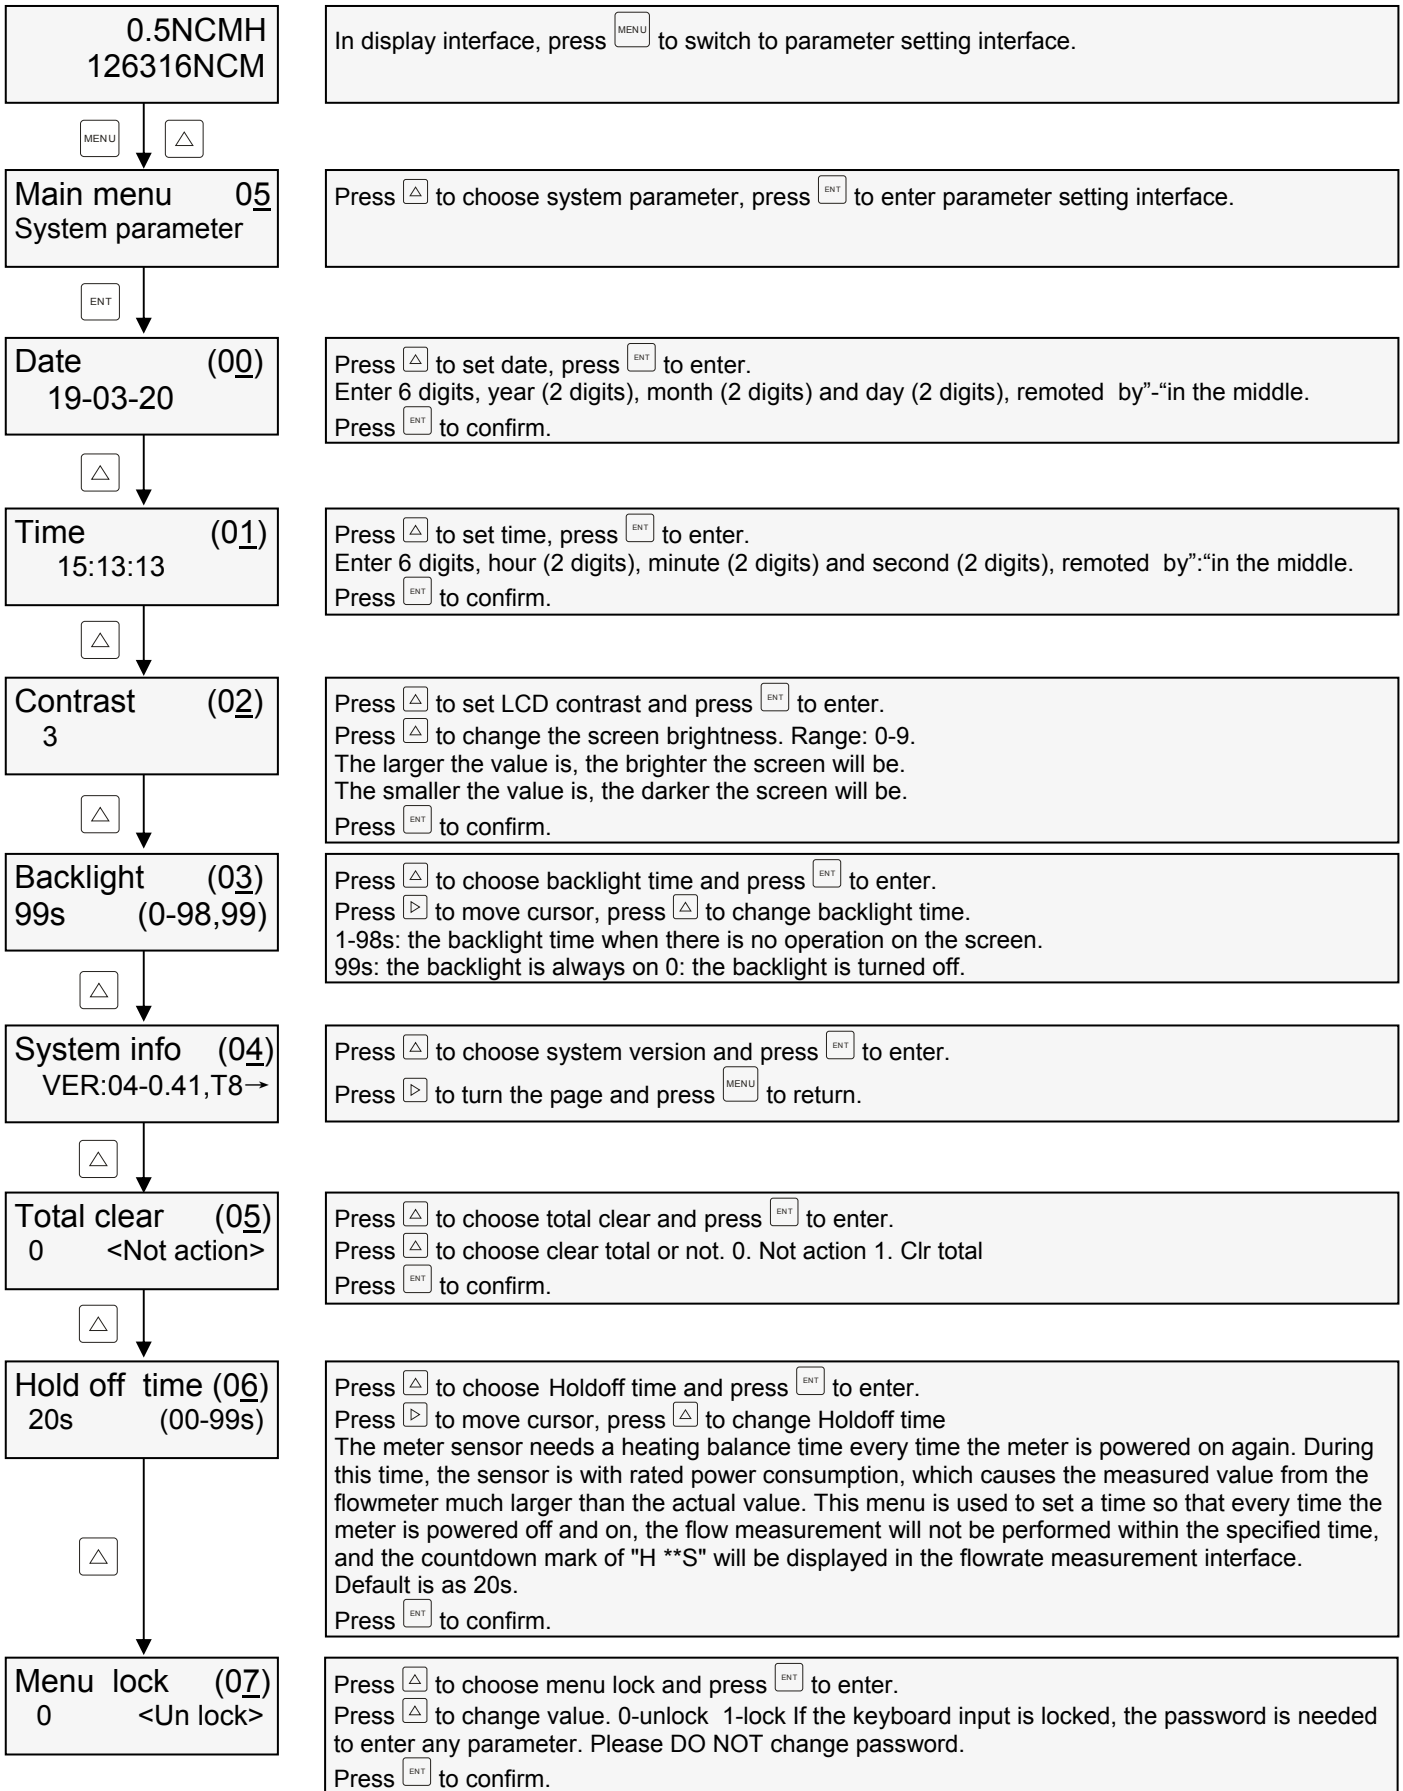 0.5NCMH
126316NCM
In display interface, press MENU to switch to parameter setting interface.
MENU
Main menu 05
System parameter
Press to choose system parameter, press ENT to enter parameter setting interface.
ENT
Date (00)
19-03-20
Press to set date, press ENT to enter.
Enter 6 digits, year (2 digits), month (2 digits) and day (2 digits), remoted by”-“in the middle.
Press ENT to confirm.
Time (01)
15:13:13
Press to set time, press ENT to enter.
Enter 6 digits, hour (2 digits), minute (2 digits) and second (2 digits), remoted by”:“in the middle.
Press ENT to confirm.
Contrast (02)
3
Press to set LCD contrast and press ENT to enter.
Press to change the screen brightness. Range: 0-9.
The larger the value is, the brighter the screen will be.
The smaller the value is, the darker the screen will be.
Press ENT to confirm.
Backlight (03)
99s (0-98,99)
Press to choose backlight time and press ENT to enter.
Press to move cursor, press to change backlight time.
1-98s: the backlight time when there is no operation on the screen.
99s: the backlight is always on 0: the backlight is turned off.
System info (04)
VER:04-0.41,T8→
Press to choose system version and press ENT to enter.
Press to turn the page and press MENU to return.
Total clear (05)
0 <Not action>
Press to choose total clear and press ENT to enter.
Press to choose clear total or not. 0. Not action 1. Clr total
Press ENT to confirm.
Hold off time (06)
20s (00-99s)
Press to choose Holdoff time and press ENT to enter.
Press to move cursor, press to change Holdoff time
The meter sensor needs a heating balance time every time the meter is powered on again. During
this time, the sensor is with rated power consumption, which causes the measured value from the
flowmeter much larger than the actual value. This menu is used to set a time so that every time the
meter is powered off and on, the flow measurement will not be performed within the specified time,
and the countdown mark of "H **S" will be displayed in the flowrate measurement interface.
Default is as 20s.
Press ENT to confirm.
Menu lock (07)
0 <Un lock>
Press to choose menu lock and press ENT to enter.
Press to change value. 0-unlock 1-lock If the keyboard input is locked, the password is needed
to enter any parameter. Please DO NOT change password.
Press ENT to confirm.